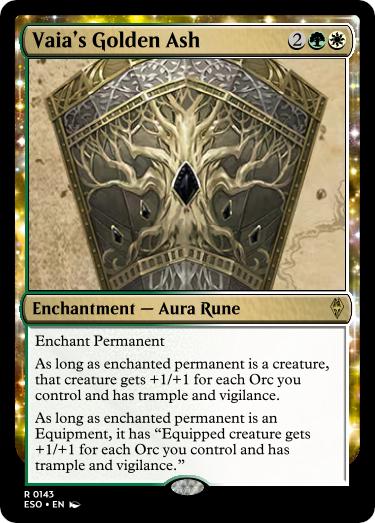 Vaia's Golden Ash 2
Enchantment — Aura Rune
Enchant Permanent
As long as enchanted permanent is a creature,
that creature gets +1/+1 for each Orc you
control and has trample and vigilance.
As long as enchanted permanent is an
Equipment, it has “Equipped creature gets
+1/+1 for each Orc you control and has
trample and vigilance.”
R 0143
ESO • EN